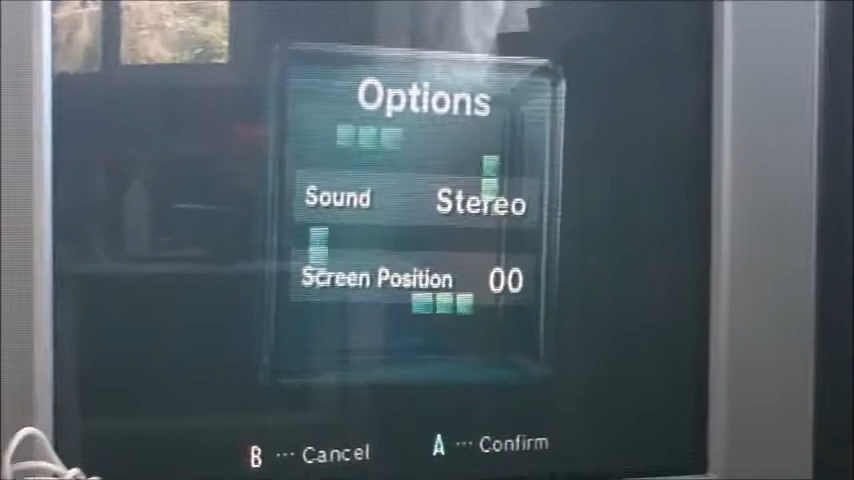 Options
Sound Stereo
Screen Position 00
B ··· Cancel A ··· Confirm